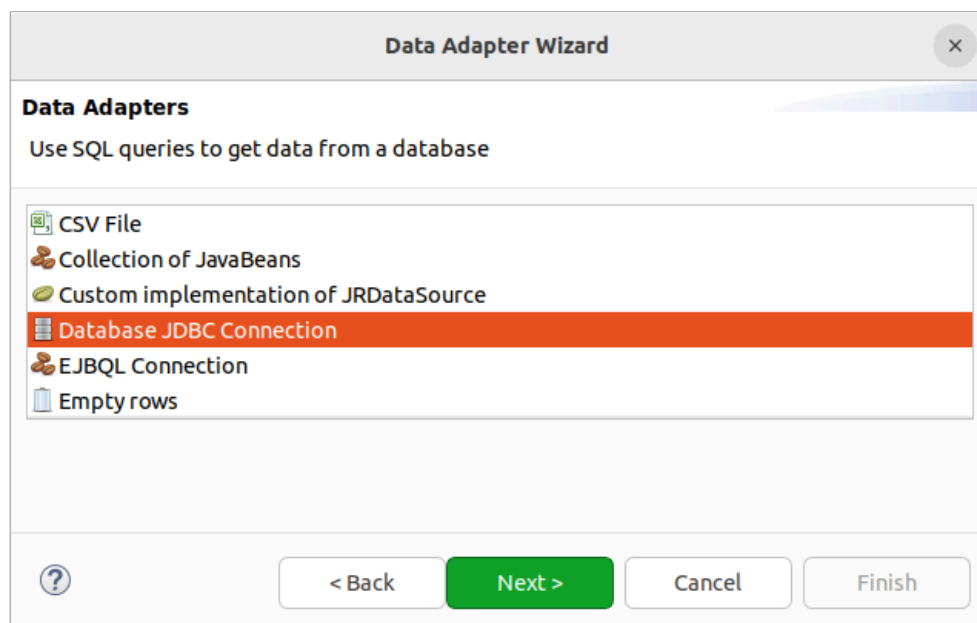 Data Adapter Wizard
Data Adapters
Use SQL queries to get data from a database
CSV File
Collection of JavaBeans
Custom implementation of JRDataSource
Database JDBC Connection
EJBQL Connection
Empty rows
< Back Next > Cancel Finish